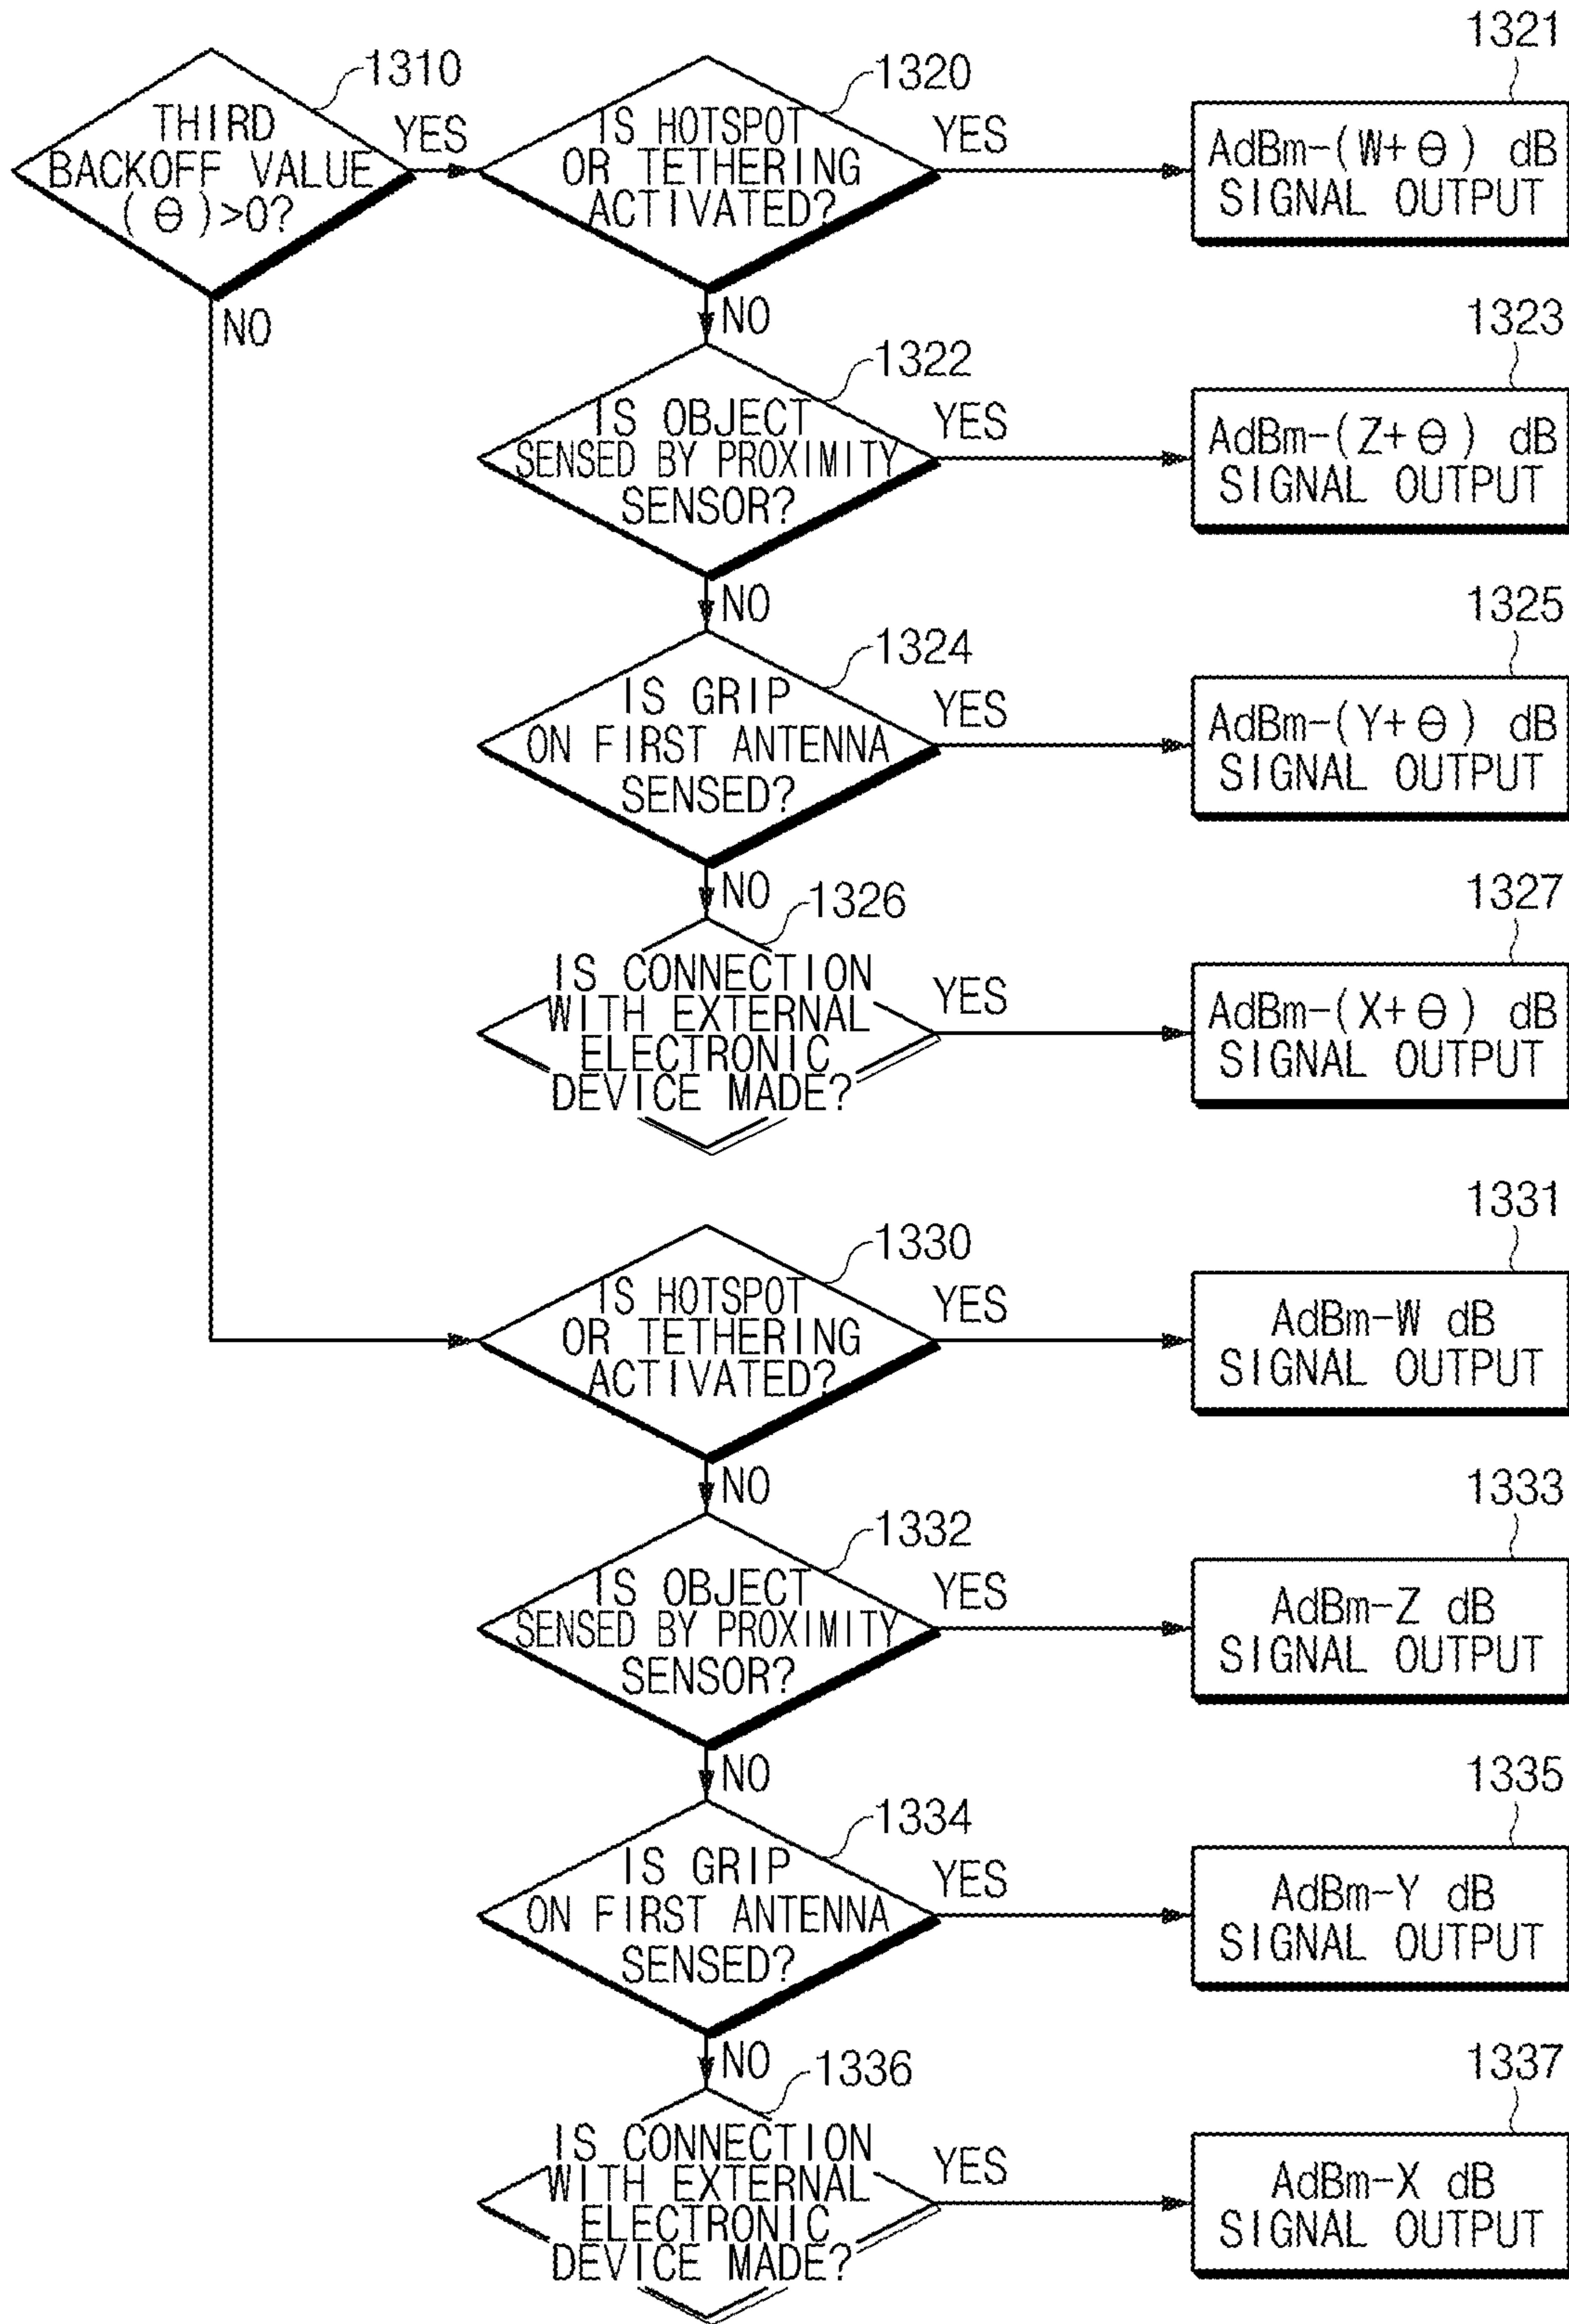 1310
THIRD
BACKOFF VALUE
(Θ)>0?
YES
NO
1320
IS HOTSPOT
OR TETHERING
ACTIVATED?
YES
NO
1321
AdBm-(W+Θ) dB
SIGNAL OUTPUT
1322
IS OBJECT
SENSED BY PROXIMITY
SENSOR?
YES
NO
1323
AdBm-(Z+Θ) dB
SIGNAL OUTPUT
1324
IS GRIP
ON FIRST ANTENNA
SENSED?
YES
NO
1325
AdBm-(Y+Θ) dB
SIGNAL OUTPUT
1326
IS CONNECTION
WITH EXTERNAL
ELECTRONIC
DEVICE MADE?
YES
1327
AdBm-(X+Θ) dB
SIGNAL OUTPUT
1330
IS HOTSPOT
OR TETHERING
ACTIVATED?
YES
NO
1331
AdBm-W dB
SIGNAL OUTPUT
1332
IS OBJECT
SENSED BY PROXIMITY
SENSOR?
YES
NO
1333
AdBm-Z dB
SIGNAL OUTPUT
1334
IS GRIP
ON FIRST ANTENNA
SENSED?
YES
NO
1335
AdBm-Y dB
SIGNAL OUTPUT
1336
IS CONNECTION
WITH EXTERNAL
ELECTRONIC
DEVICE MADE?
YES
1337
AdBm-X dB
SIGNAL OUTPUT